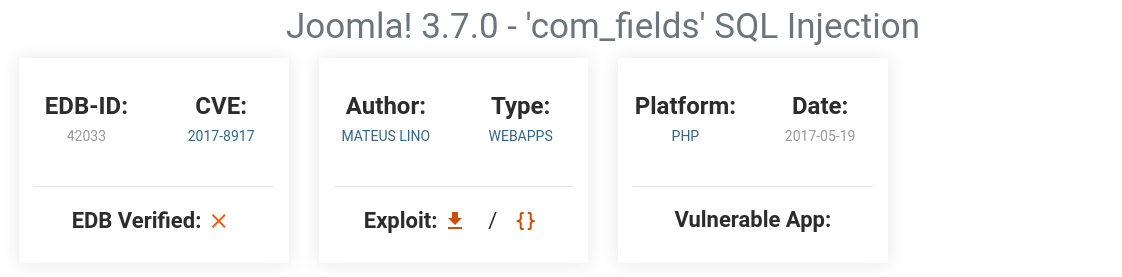 Joomla! 3.7.0 - 'com_fields' SQL Injection
EDB-ID: CVE: Author: Type: Platform: Date:
42033 2017-8917 MATEUS LINO WEBAPPS PHP 2017-05-19
EDB Verified: Exploit: / {} Vulnerable App: